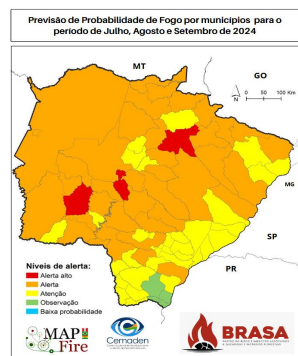 Previsão de Probabilidade de Fogo por municípios para o
período de Julho, Agosto e Setembro de 2024
MT
GO
N
0 50 100 Km
MG
SP
PR
Níveis de alerta:
Alerta alto
Alerta
Atenção
Observação
Baixa probabilidade
MAP
Fire
Cemaden
BRASA